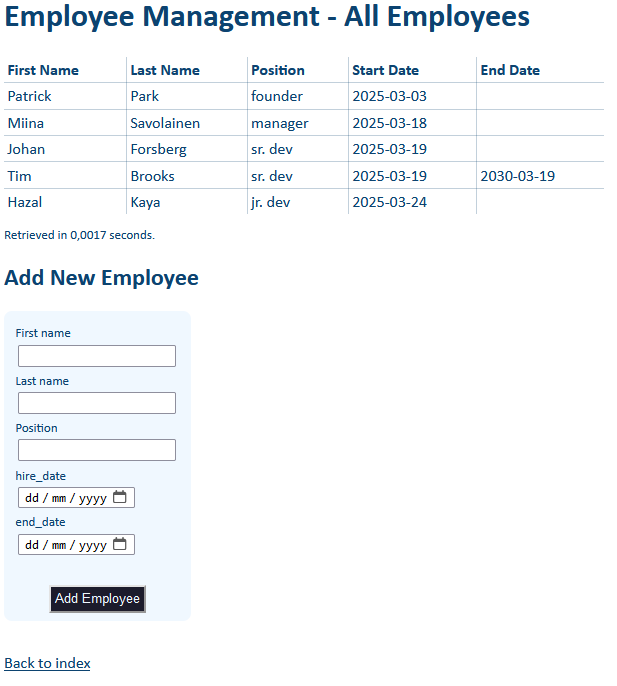 Employee Management - All Employees
First Name Last Name Position Start Date End Date
Patrick Park founder 2025-03-03
Miina Savolainen manager 2025-03-18
Johan Forsberg sr. dev 2025-03-19
Tim Brooks sr. dev 2025-03-19 2030-03-19
Hazal Kaya jr. dev 2025-03-24
Retrieved in 0,0017 seconds.
Add New Employee
First name
Last name
Position
hire_date
dd / mm / yyyy
end_date
dd / mm / yyyy
Add Employee
Back to index